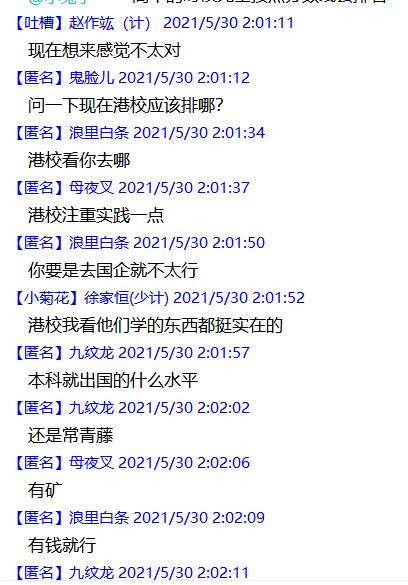 【吐槽】赵作竑（计） 2021/5/30 2:01:11
现在想来感觉不太对
【匿名】鬼脸儿 2021/5/30 2:01:12
问一下现在港校应该排哪？
【匿名】浪里白条 2021/5/30 2:01:34
港校看你去哪
【匿名】母夜叉 2021/5/30 2:01:37
港校注重实践一点
【匿名】浪里白条 2021/5/30 2:01:50
你要是去国企就不太行
【小菊花】徐家恒(少计) 2021/5/30 2:01:52
港校我看他们学的东西都挺实在的
【匿名】九纹龙 2021/5/30 2:01:57
本科就出国的什么水平
【匿名】九纹龙 2021/5/30 2:02:02
还是常青藤
【匿名】母夜叉 2021/5/30 2:02:06
有矿
【匿名】浪里白条 2021/5/30 2:02:09
有钱就行
【匿名】九纹龙 2021/5/30 2:02:11